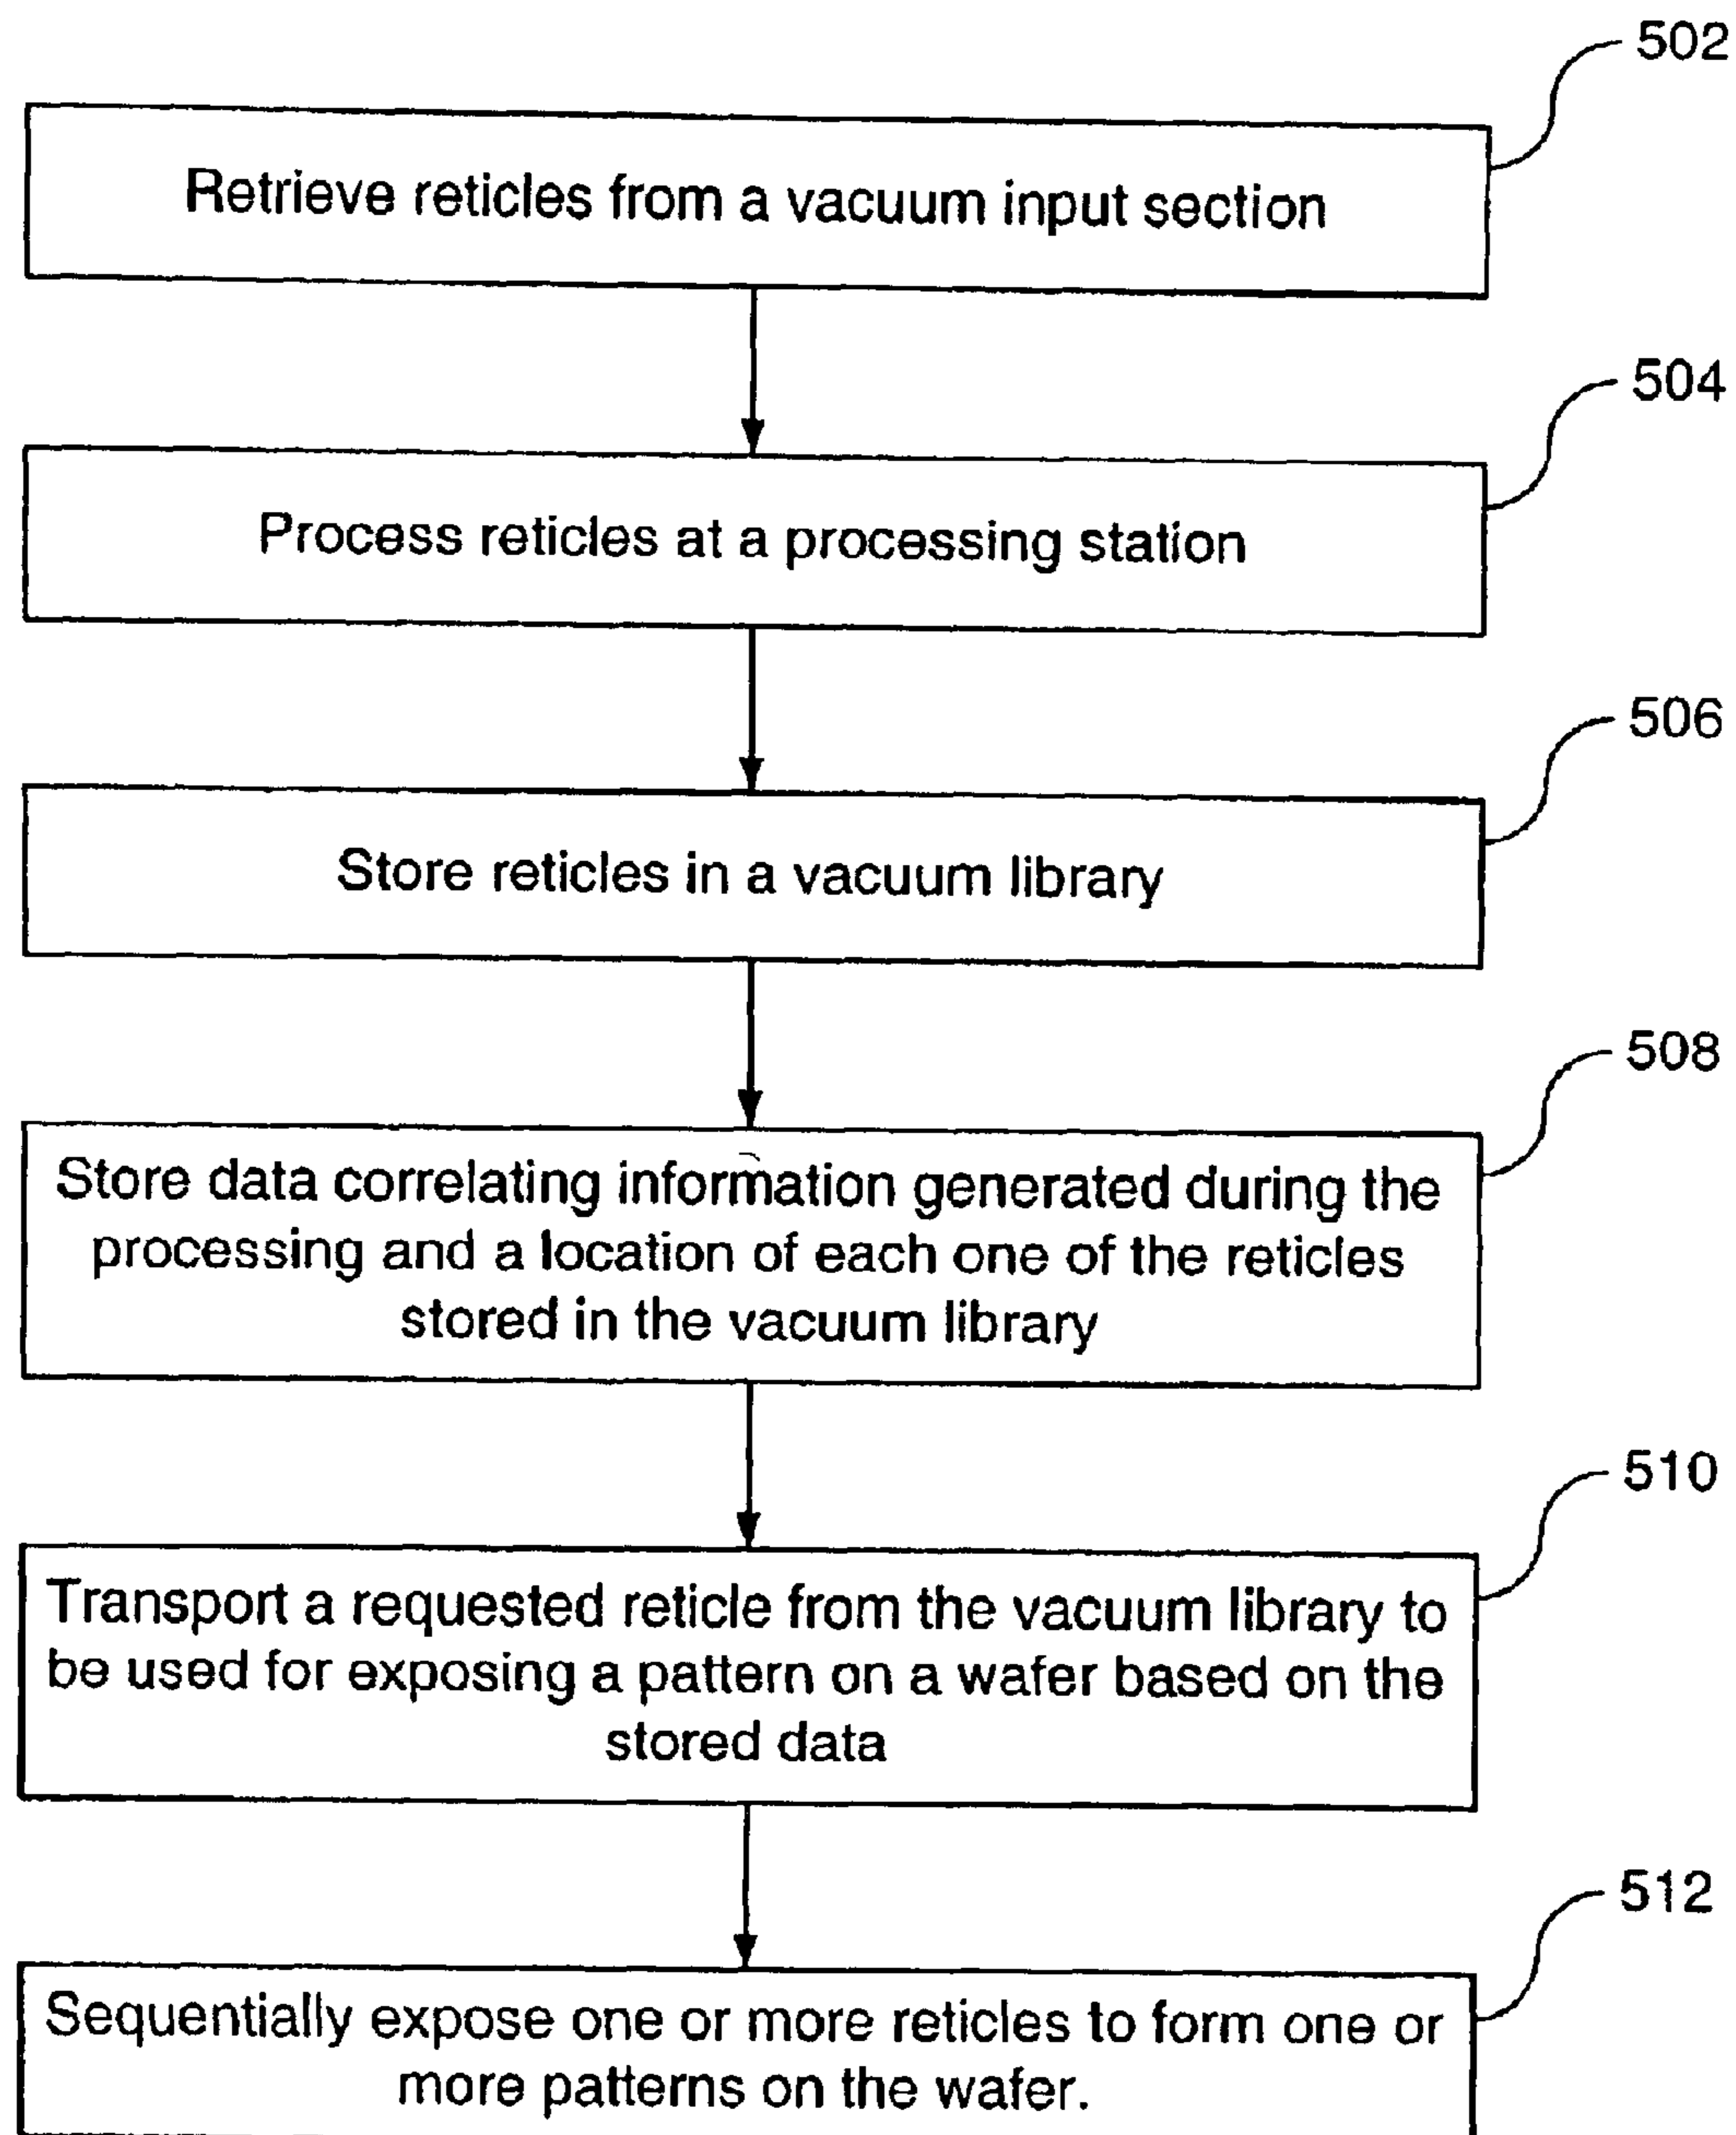 502
Retrieve reticles from a vacuum input section
504
Process reticles at a processing station
506
Store reticles in a vacuum library
508
Store data correlating information generated during the
processing and a location of each one of the reticles
stored in the vacuum library
510
Transport a requested reticle from the vacuum library to
be used for exposing a pattern on a wafer based on the
stored data
512
Sequentially expose one or more reticles to form one or
more patterns on the wafer.